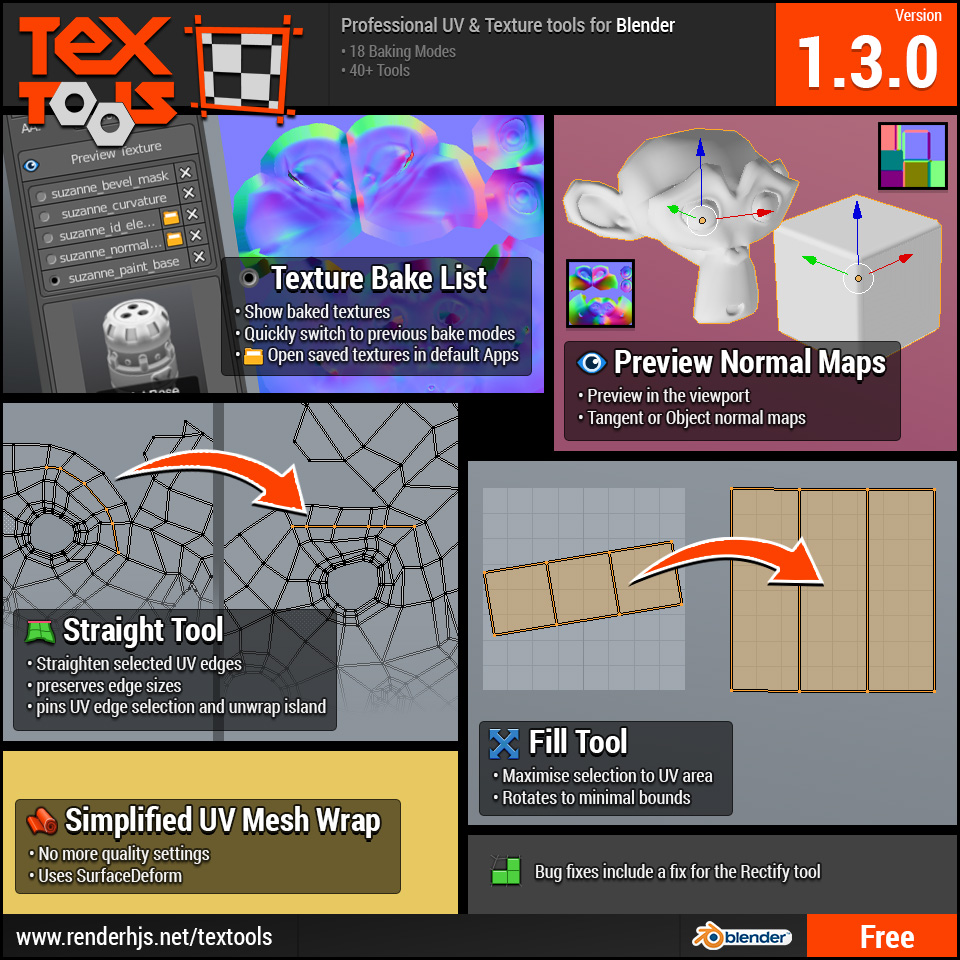 TEX
TOOLS
Professional UV & Texture tools for Blender
• 18 Baking Modes
• 40+ Tools
Version
1.3.0
Preview Texture
suzanne_bevel_mask
suzanne_curvature
suzanne_id_ele...
suzanne_normal...
suzanne_paint_base
Texture Bake List
• Show baked textures
• Quickly switch to previous bake modes
• Open saved textures in default Apps
Preview Normal Maps
• Preview in the viewport
• Tangent or Object normal maps
Straight Tool
• Straighten selected UV edges
• preserves edge sizes
• pins UV edge selection and unwrap island
Fill Tool
• Maximise selection to UV area
• Rotates to minimal bounds
Simplified UV Mesh Wrap
• No more quality settings
• Uses SurfaceDeform
Bug fixes include a fix for the Rectify tool
www.renderhjs.net/textools
blender
Free